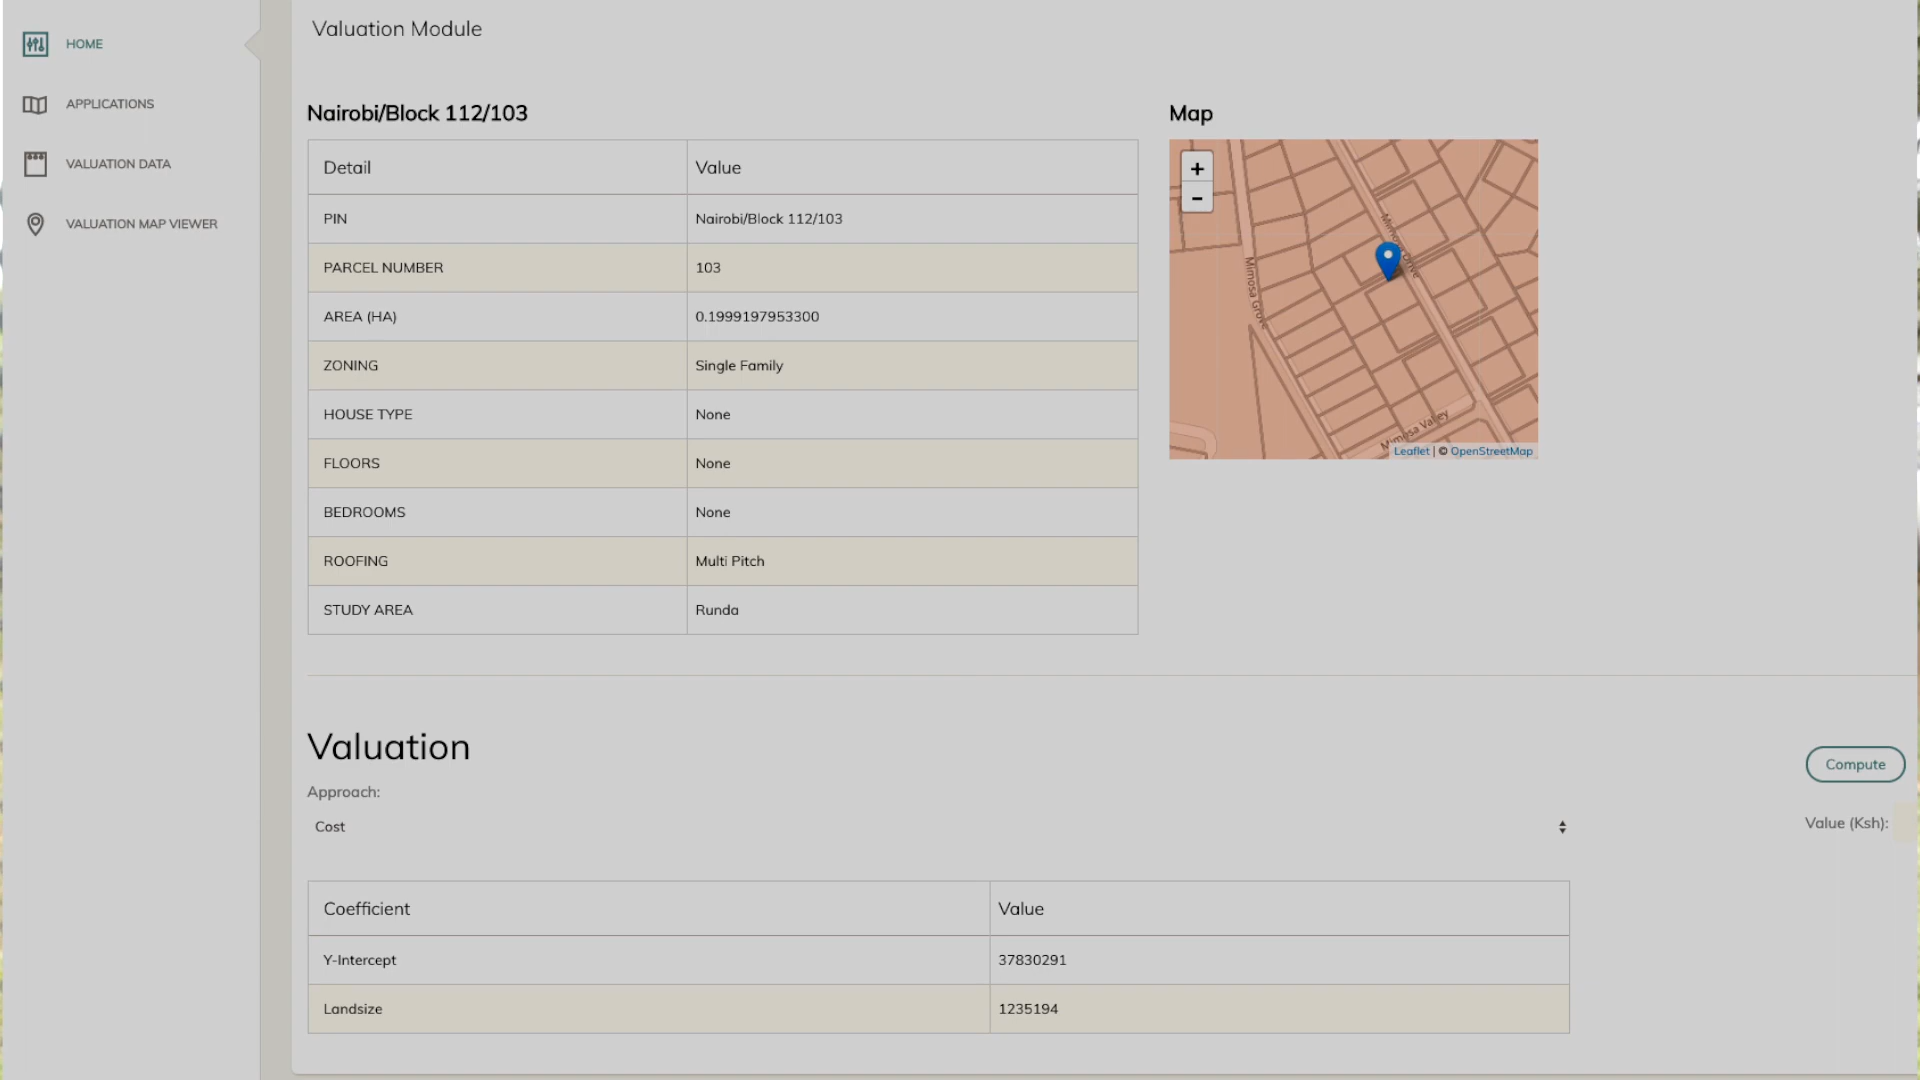 HOME
APPLICATIONS
VALUATION DATA
VALUATION MAP VIEWER
Valuation Module
Nairobi/Block 112/103
Detail Value
PIN Nairobi/Block 112/103
PARCEL NUMBER 103
AREA (HA) 0.1999197953300
ZONING Single Family
HOUSE TYPE None
FLOORS None
BEDROOMS None
ROOFING Multi Pitch
STUDY AREA Runda
Map
+
-
Mimosa Grove
Mimosa Valley
Leaflet | © OpenStreetMap
Valuation
Compute
Approach:
Cost
Value (Ksh):
Coefficient Value
Y-Intercept 37830291
Landsize 1235194